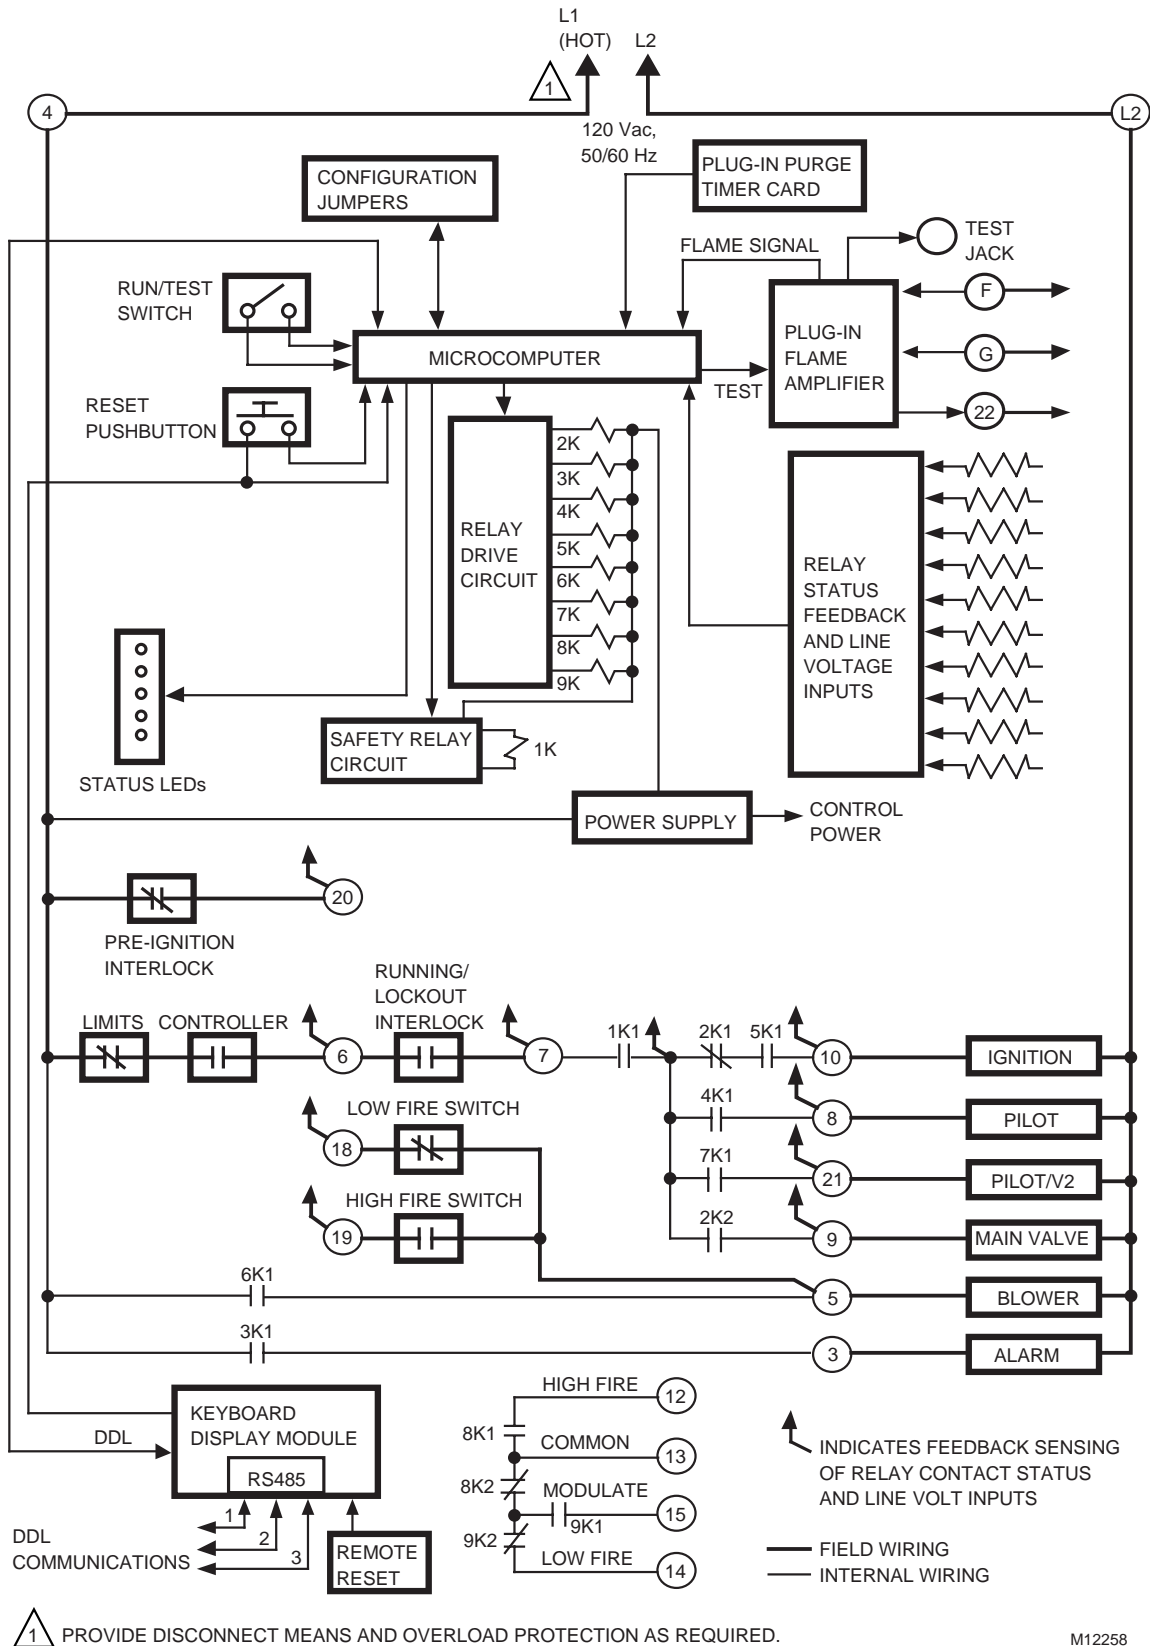 L1
(HOT)
L2
1
4
L2
120 Vac,
50/60 Hz
CONFIGURATION
JUMPERS
PLUG-IN PURGE
TIMER CARD
FLAME SIGNAL
TEST
JACK
RUN/TEST
SWITCH
F
MICROCOMPUTER
PLUG-IN
FLAME
AMPLIFIER
G
TEST
22
RESET
PUSHBUTTON
2K
3K
4K
5K
6K
7K
8K
9K
RELAY
DRIVE
CIRCUIT
RELAY
STATUS
FEEDBACK
AND LINE
VOLTAGE
INPUTS
SAFETY RELAY
CIRCUIT
1K
STATUS LEDs
POWER SUPPLY
CONTROL
POWER
20
PRE-IGNITION
INTERLOCK
RUNNING/
LOCKOUT
INTERLOCK
LIMITS
CONTROLLER
6
7
1K1
2K1
5K1
10
IGNITION
LOW FIRE SWITCH
18
4K1
8
PILOT
7K1
21
PILOT/V2
HIGH FIRE SWITCH
19
2K2
9
MAIN VALVE
6K1
5
BLOWER
3K1
3
ALARM
KEYBOARD
DISPLAY MODULE
DDL
RS485
1
2
3
DDL
COMMUNICATIONS
REMOTE
RESET
HIGH FIRE
12
8K1
COMMON
13
8K2
MODULATE
15
9K1
9K2
LOW FIRE
14
INDICATES FEEDBACK SENSING
OF RELAY CONTACT STATUS
AND LINE VOLT INPUTS
FIELD WIRING
INTERNAL WIRING
1 PROVIDE DISCONNECT MEANS AND OVERLOAD PROTECTION AS REQUIRED.
M12258